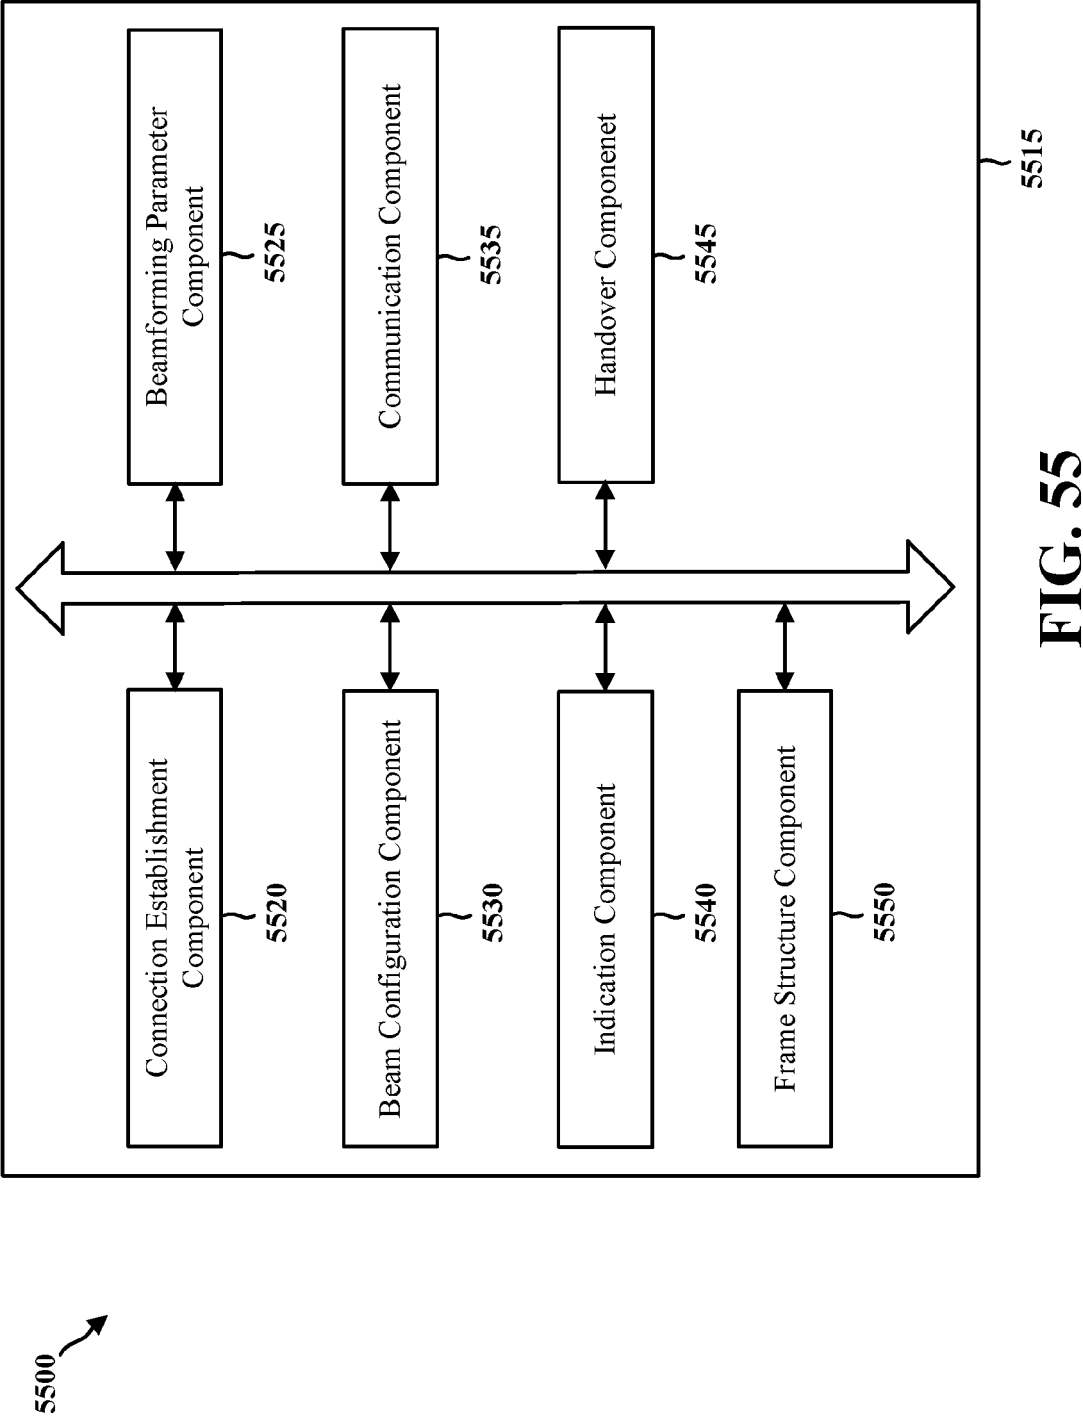 5500
Connection Establishment
Component
5520
Beamforming Parameter
Component
5525
Beam Configuration Component
5530
Communication Component
5535
Indication Component
5540
Handover Componenet
5545
Frame Structure Component
5550
5515
FIG. 55